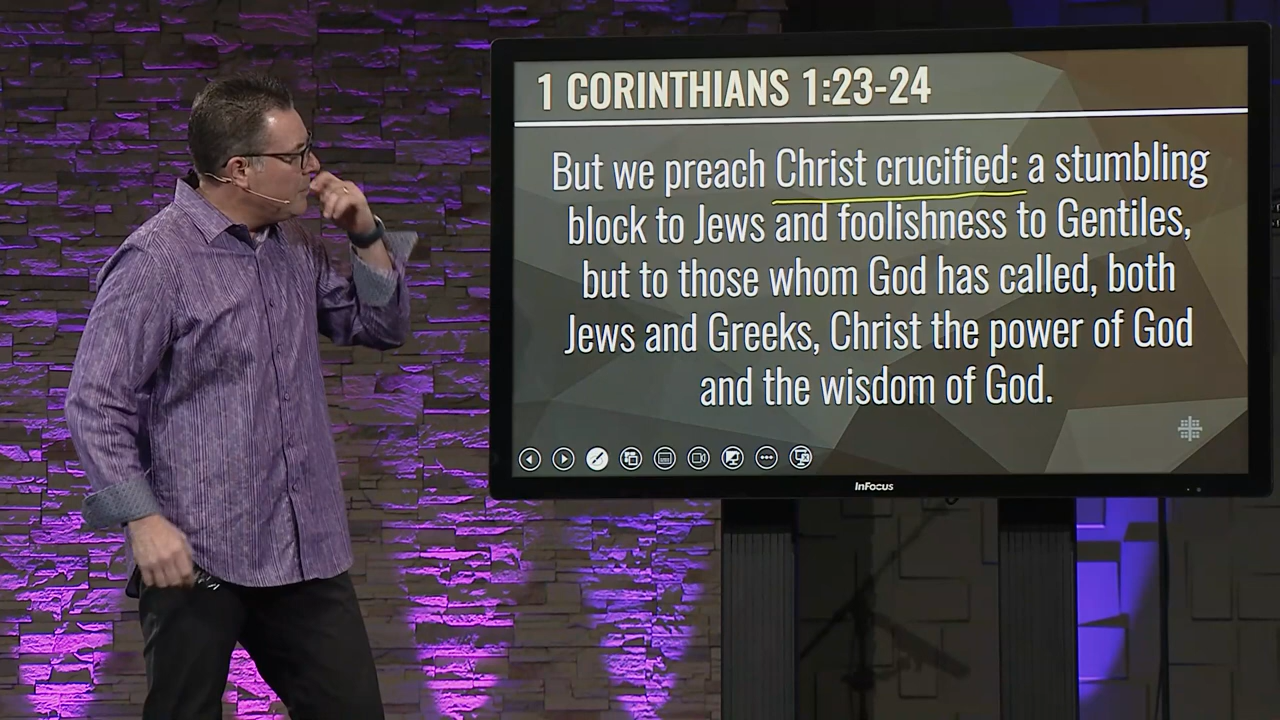 1 CORINTHIANS 1:23-24
But we preach Christ crucified: a stumbling
block to Jews and foolishness to Gentiles,
but to those whom God has called, both
Jews and Greeks, Christ the power of God
and the wisdom of God.
InFocus